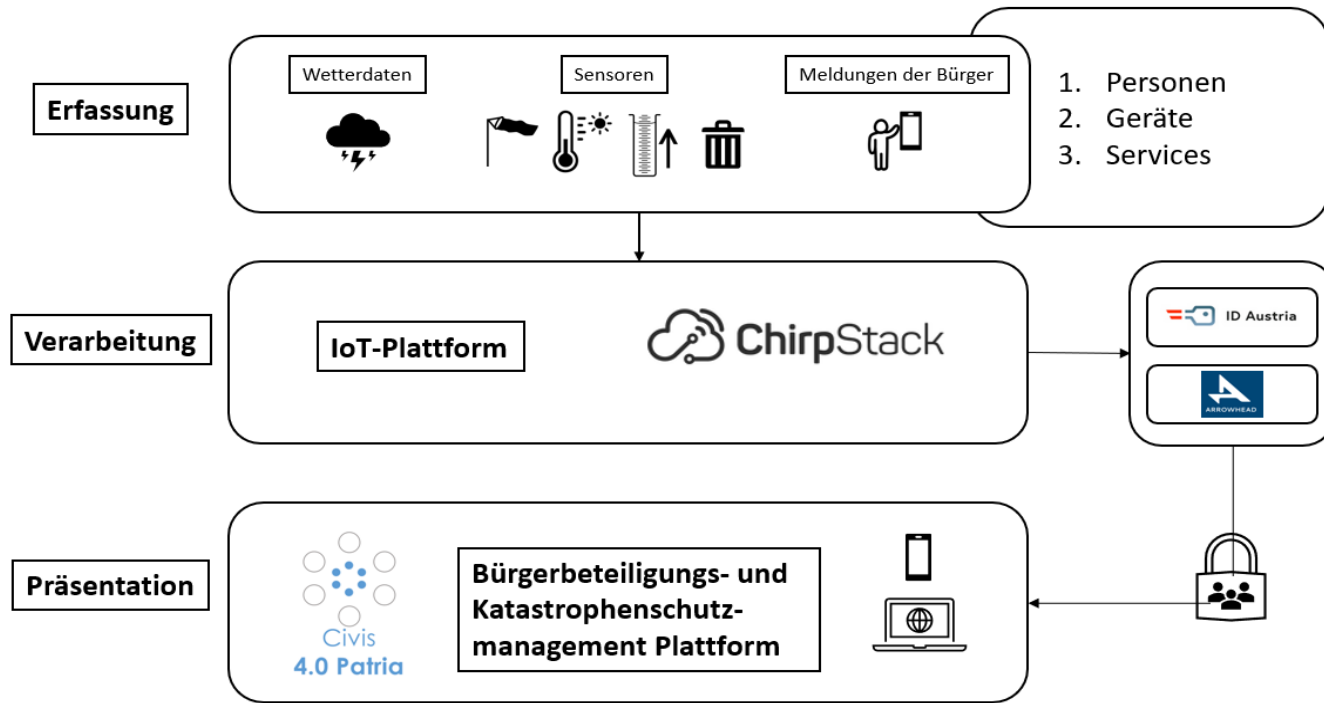 Erfassung
Wetterdaten
Sensoren
Meldungen der Bürger
1. Personen
2. Geräte
3. Services
Verarbeitung
IoT-Plattform
ChirpStack
ID Austria
ARROWHEAD
Präsentation
Civis
4.0 Patria
Bürgerbeteiligungs- und
Katastrophenschutz-
management Plattform